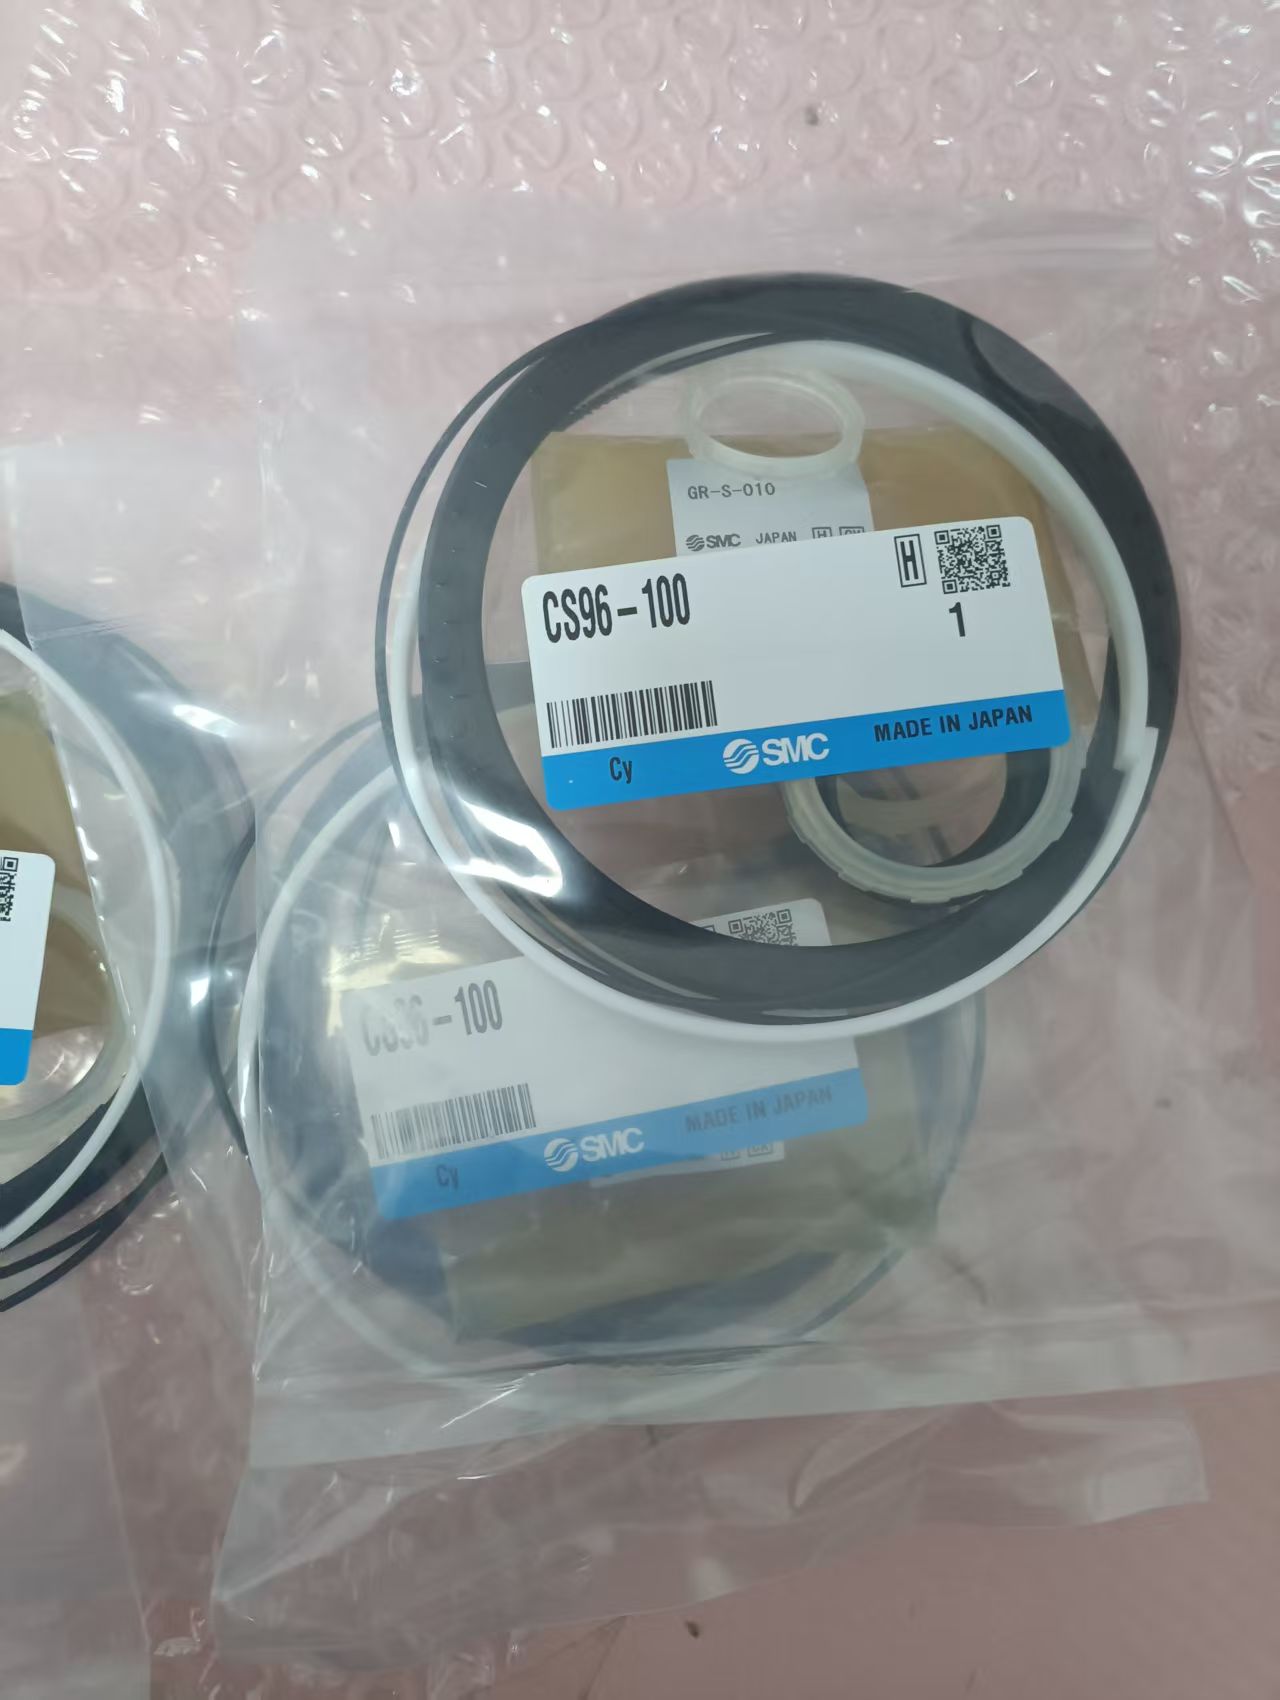 GR-S-010
SMC JAPAN H CX
CS96-100
H
1
Cy
SMC
MADE IN JAPAN
CS96-100
Cy
SMC
MADE IN JAPAN